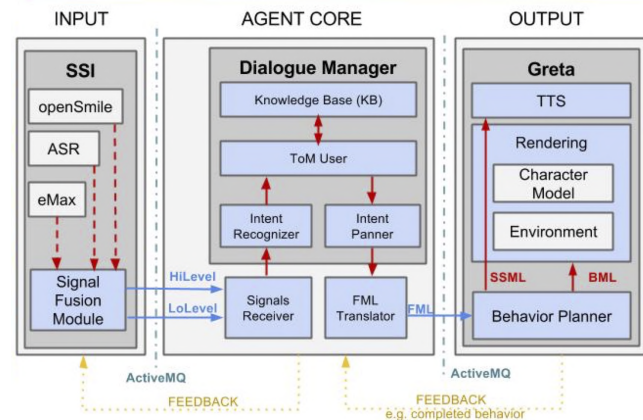 INPUT
AGENT CORE
OUTPUT
SSI
openSmile
ASR
eMax
Signal
Fusion
Module
HiLevel
LoLevel
Dialogue Manager
Knowledge Base (KB)
ToM User
Intent
Recognizer
Intent
Panner
Signals
Receiver
FML
Translator
FML
Greta
TTS
Rendering
Character
Model
Environment
SSML
BML
Behavior Planner
ActiveMQ
ActiveMQ
FEEDBACK
FEEDBACK
e.g. completed behavior